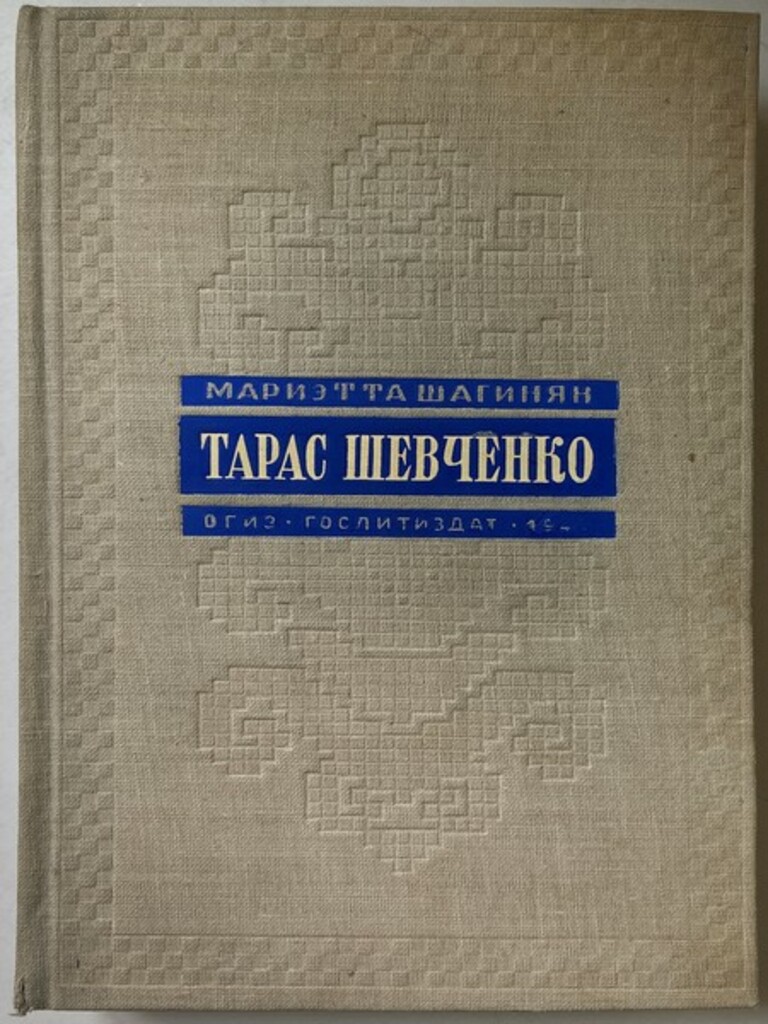 МАРИЭТТА ШАГИНЯН
ТАРАС ШЕВЧЕНКО
ОГИЗ · ГОСЛИТИЗДАТ ·